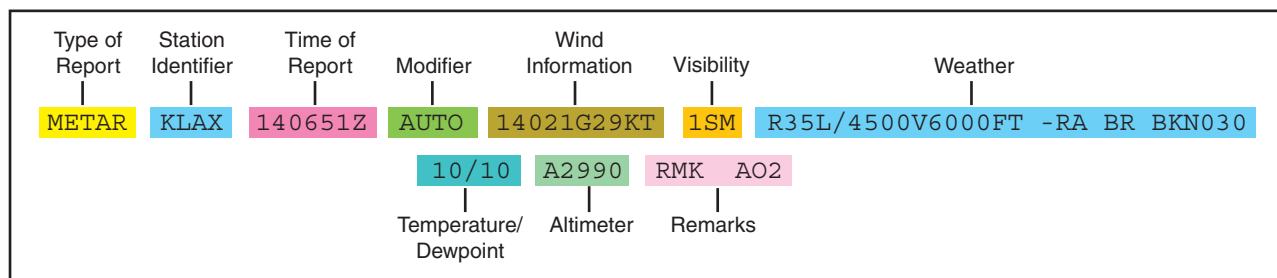 Type of Report
Station Identifier
Time of Report
Modifier
Wind Information
Visibility
Weather
METAR KLAX 140651Z AUTO 14021G29KT 1SM R35L/4500V6000FT -RA BR BKN030
10/10 A2990 RMK AO2
Temperature/ Dewpoint
Altimeter
Remarks